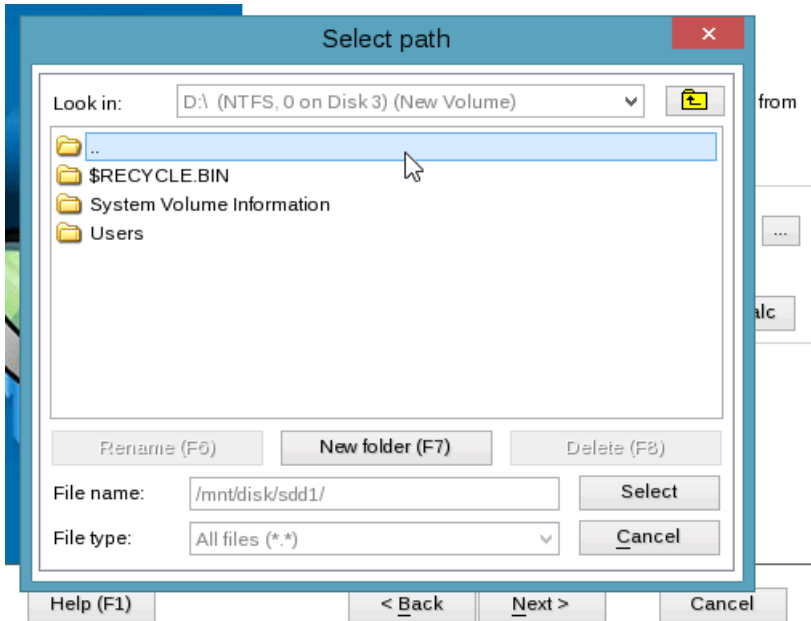 Select path
Look in: D:\ (NTFS, 0 on Disk 3) (New Volume)
from
..
$RECYCLE.BIN
System Volume Information
Users
...
alc
Rename (F6) New folder (F7) Delete (F8)
File name: /mnt/disk/sdd1/ Select
File type: All files (*.*) Cancel
Help (F1) < Back Next > Cancel